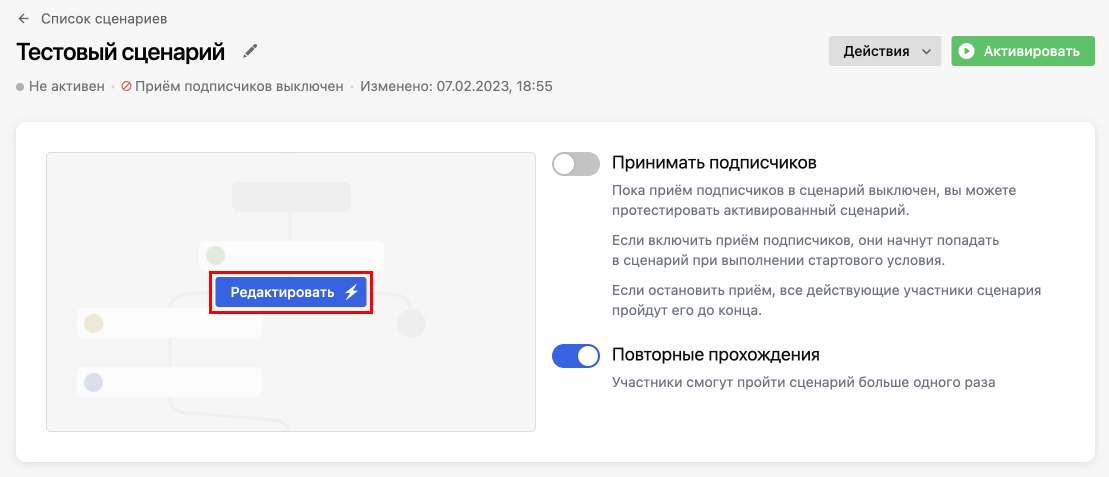 Список сценариев
Тестовый сценарий
Действия
Активировать
Не активен · Приём подписчиков выключен · Изменено: 07.02.2023, 18:55
Редактировать
Принимать подписчиков
Пока приём подписчиков в сценарий выключен, вы можете
протестировать активированный сценарий.
Если включить приём подписчиков, они начнут попадать
в сценарий при выполнении стартового условия.
Если остановить приём, все действующие участники сценария
пройдут его до конца.
Повторные прохождения
Участники смогут пройти сценарий больше одного раза